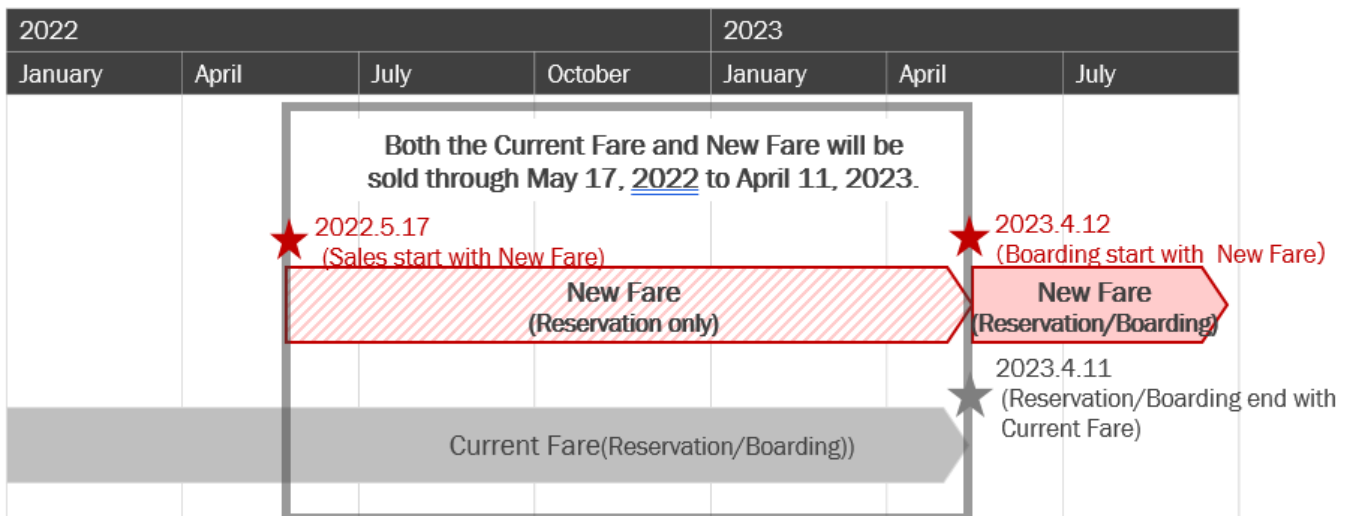 2022 2023
January April July October January April July
Both the Current Fare and New Fare will be
sold through May 17, 2022 to April 11, 2023.
2022.5.17
(Sales start with New Fare)
2023.4.12
(Boarding start with New Fare)
New Fare
(Reservation only)
New Fare
(Reservation/Boarding)
2023.4.11
(Reservation/Boarding end with
Current Fare)
Current Fare(Reservation/Boarding))